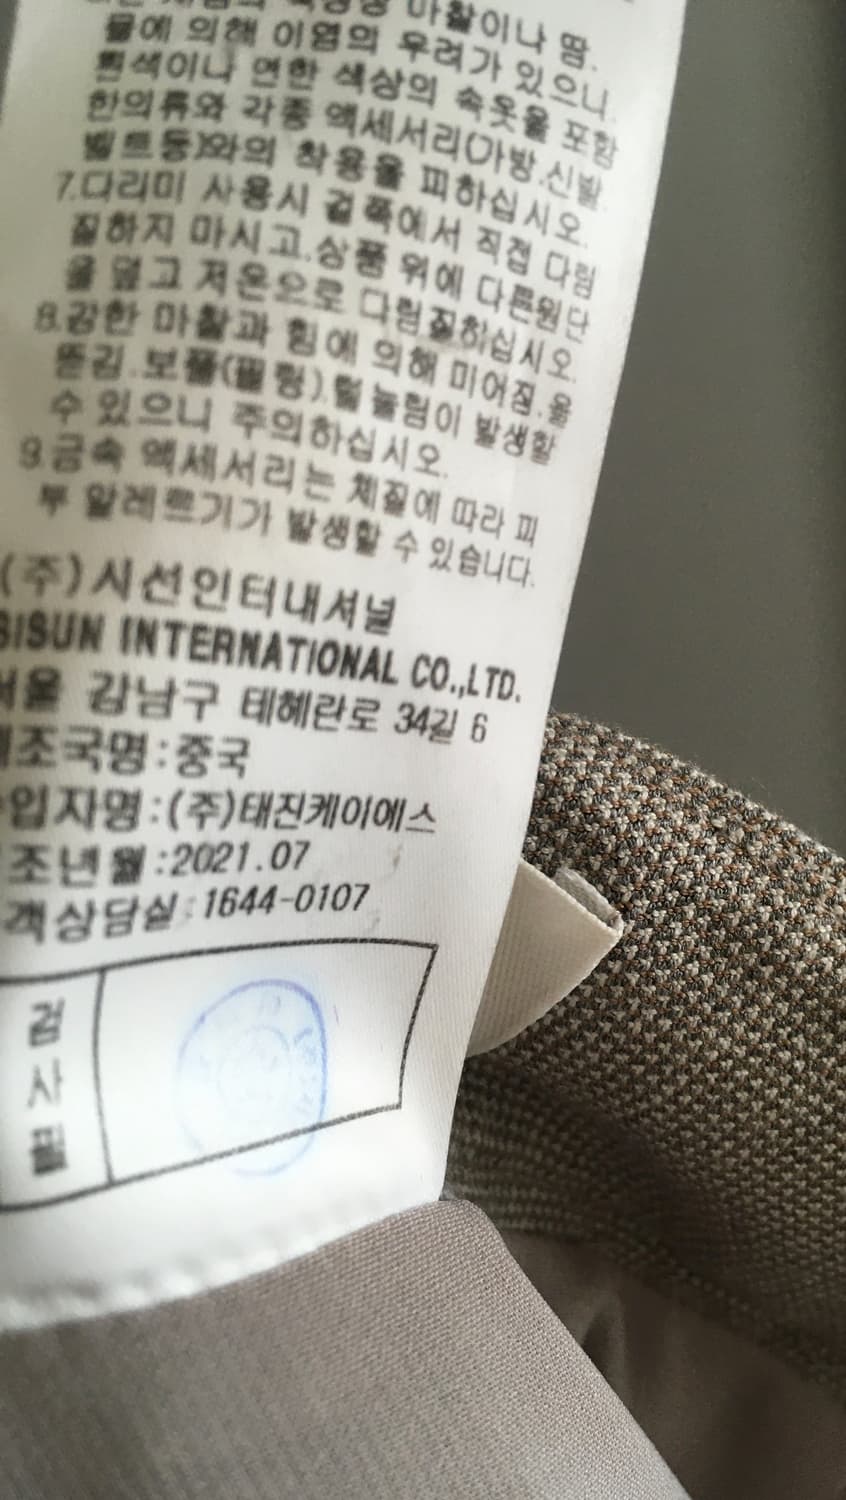 마찰이나 땀.
물에 의해 이염의 우려가 있으니.
흰색이나 연한 색상의 속옷을 포함
한의류와 각종 액세서리(가방.신발.
벨트등)와의 착용을 피하십시오.
7.다리미 사용시 겉쪽에서 직접 다림
질하지 마시고.상품 위에 다른원단
을 덮고 저온으로 다림질하십시오.
8.강한 마찰과 힘에 의해 미어짐.올
뜯김.보풀(필링).털눌림이 발생할
수 있으니 주의하십시오.
9.금속 액세서리는 체질에 따라 피
부 알레르기가 발생할 수 있습니다.
(주)시선인터내셔널
SISUN INTERNATIONAL CO.,LTD.
서울 강남구 테헤란로 34길 6
제조국명:중국
수입자명:(주)태진케이에스
조년월:2021.07
객상담실:1644-0107
검사필